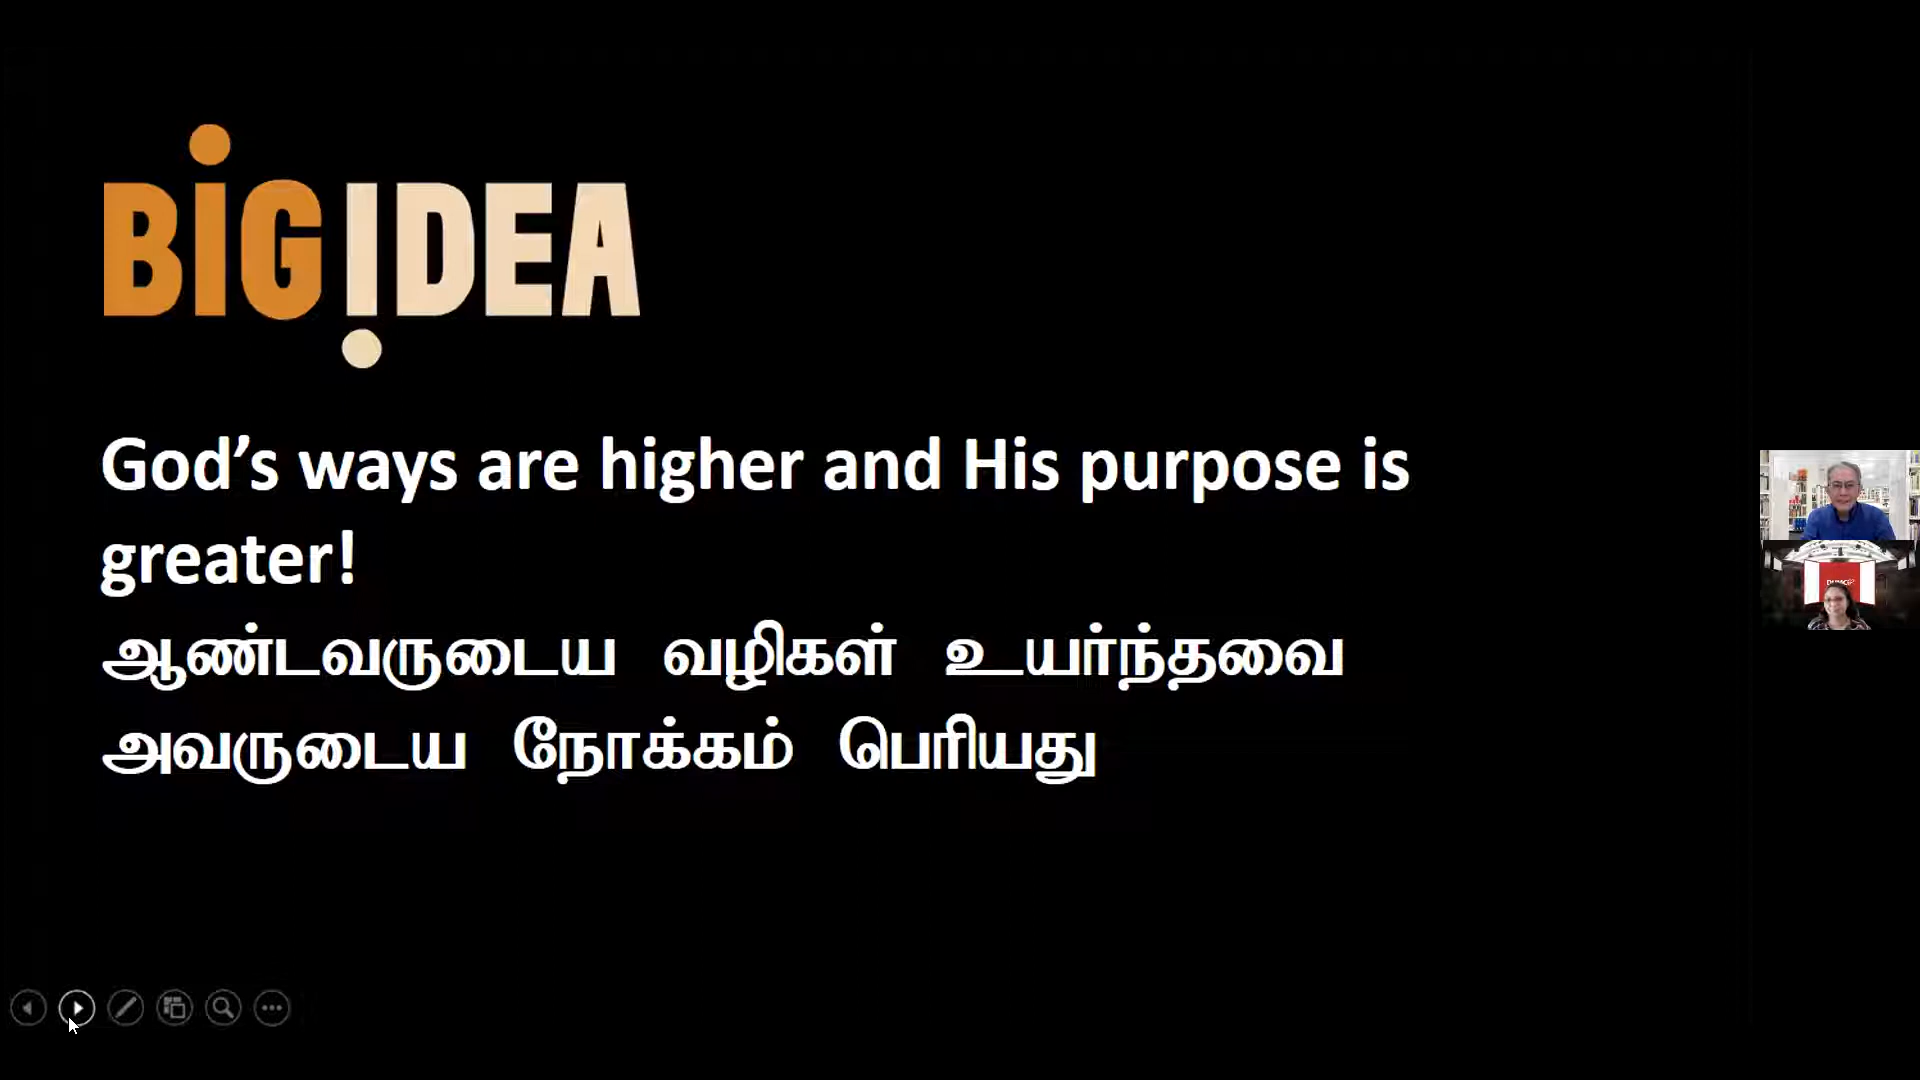 BIG IDEA
God’s ways are higher and His purpose is
greater!
ஆண்டவருடைய வழிகள் உயர்ந்தவை
அவருடைய நோக்கம் பெரியது